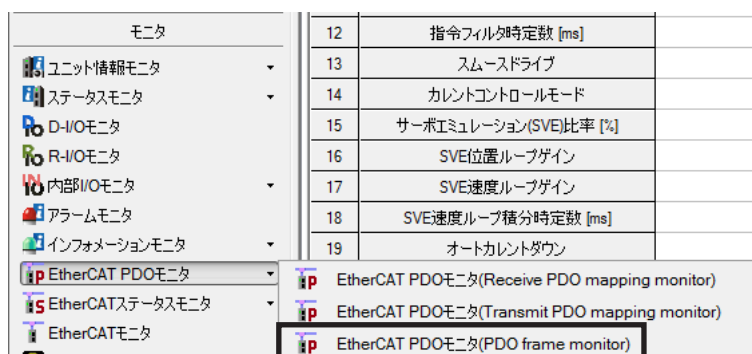 モニタ
ユニット情報モニタ
ステータスモニタ
D-I/Oモニタ
R-I/Oモニタ
内部I/Oモニタ
アラームモニタ
インフォメーションモニタ
EtherCAT PDOモニタ
EtherCATステータスモニタ
EtherCATモニタ
12 指令フィルタ時定数 [ms]
13 スムースドライブ
14 カレントコントロールモード
15 サーボエミュレーション(SVE)比率 [%]
16 SVE位置ループゲイン
17 SVE速度ループゲイン
18 SVE速度ループ積分時定数 [ms]
19 オートカレントダウン
EtherCAT PDOモニタ(Receive PDO mapping monitor)
EtherCAT PDOモニタ(Transmit PDO mapping monitor)
EtherCAT PDOモニタ(PDO frame monitor)